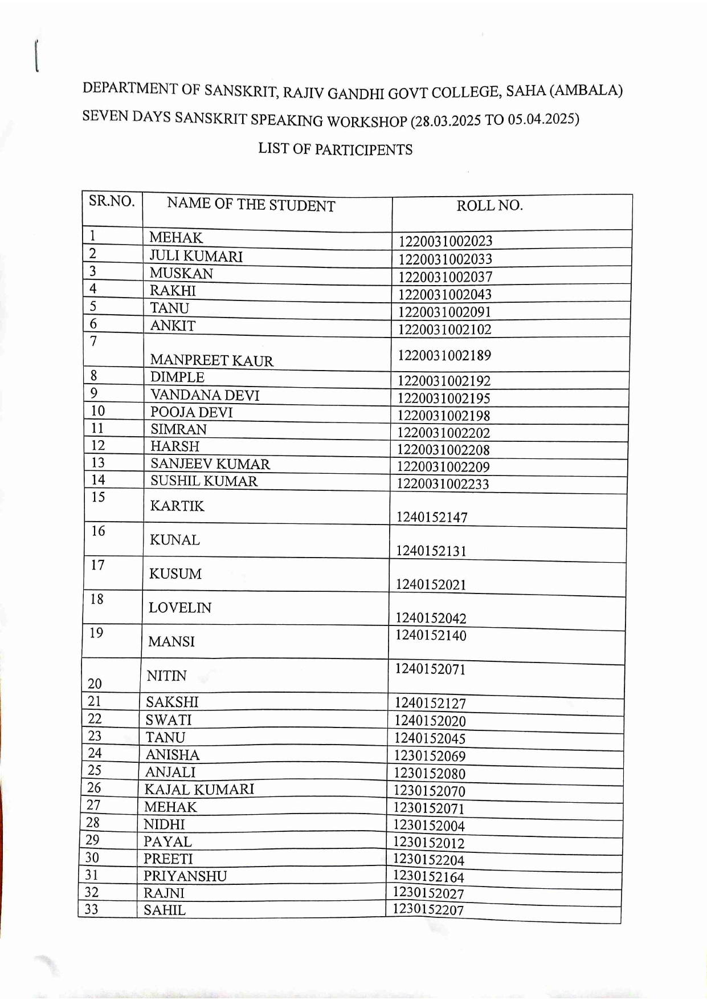 DEPARTMENT OF SANSKRIT, RAJIV GANDHI GOVT COLLEGE, SAHA (AMBALA)
SEVEN DAYS SANSKRIT SPEAKING WORKSHOP (28.03.2025 TO 05.04.2025)
LIST OF PARTICIPENTS
SR.NO. NAME OF THE STUDENT ROLL NO.
1 MEHAK 1220031002023
2 JULI KUMARI 1220031002033
3 MUSKAN 1220031002037
4 RAKHI 1220031002043
5 TANU 1220031002091
6 ANKIT 1220031002102
7 MANPREET KAUR 1220031002189
8 DIMPLE 1220031002192
9 VANDANA DEVI 1220031002195
10 POOJA DEVI 1220031002198
11 SIMRAN 1220031002202
12 HARSH 1220031002208
13 SANJEEV KUMAR 1220031002209
14 SUSHIL KUMAR 1220031002233
15 KARTIK 1240152147
16 KUNAL 1240152131
17 KUSUM 1240152021
18 LOVELIN 1240152042
19 MANSI 1240152140
20 NITIN 1240152071
21 SAKSHI 1240152127
22 SWATI 1240152020
23 TANU 1240152045
24 ANISHA 1230152069
25 ANJALI 1230152080
26 KAJAL KUMARI 1230152070
27 MEHAK 1230152071
28 NIDHI 1230152004
29 PAYAL 1230152012
30 PREETI 1230152204
31 PRIYANSHU 1230152164
32 RAJNI 1230152027
33 SAHIL 1230152207